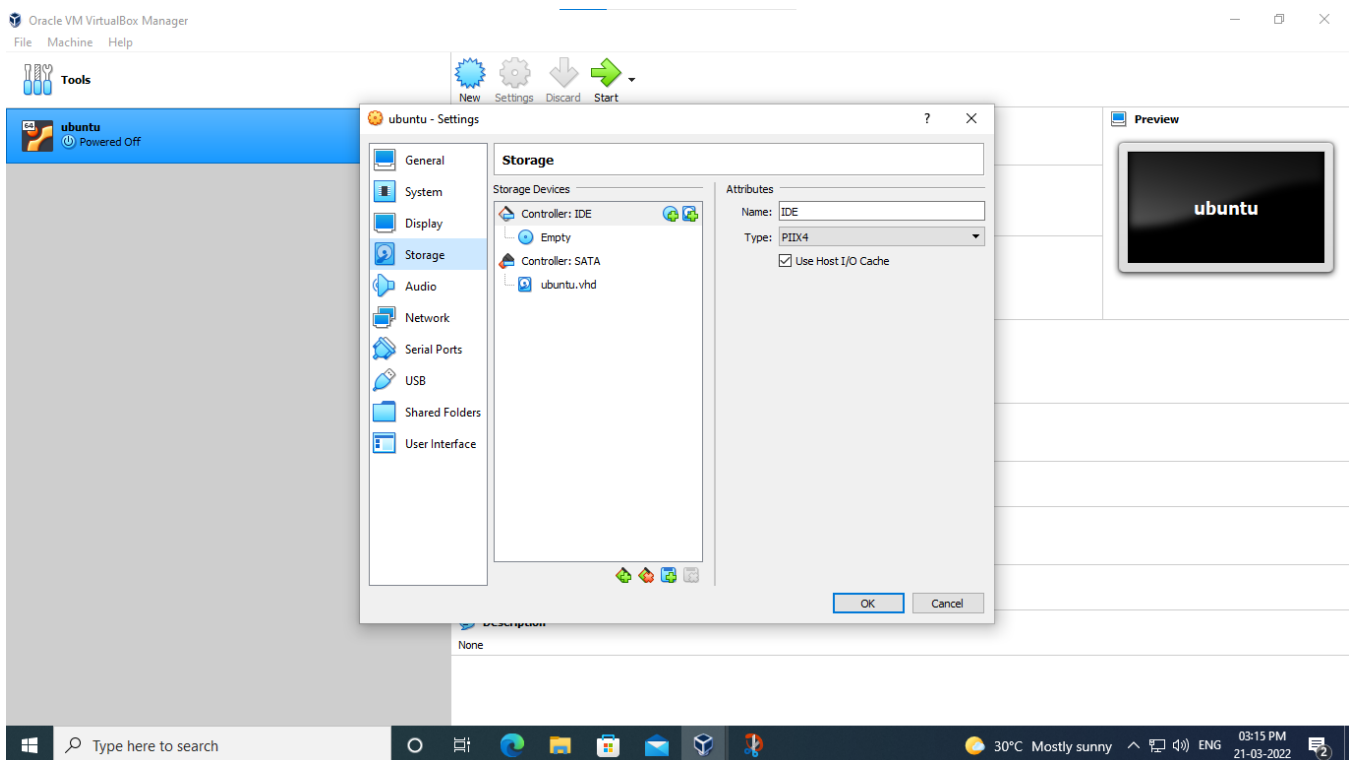 Oracle VM VirtualBox Manager
File Machine Help
Tools
New Settings Discard Start
64
ubuntu
Powered Off
Preview
ubuntu
ubuntu - Settings
?
General
System
Display
Storage
Audio
Network
Serial Ports
USB
Shared Folders
User Interface
Storage
Storage Devices
Controller: IDE
Empty
Controller: SATA
ubuntu.vhd
Attributes
Name: IDE
Type: PIIX4
Use Host I/O Cache
OK Cancel
Description
None
Type here to search
30°C Mostly sunny
ENG
03:15 PM
21-03-2022
2